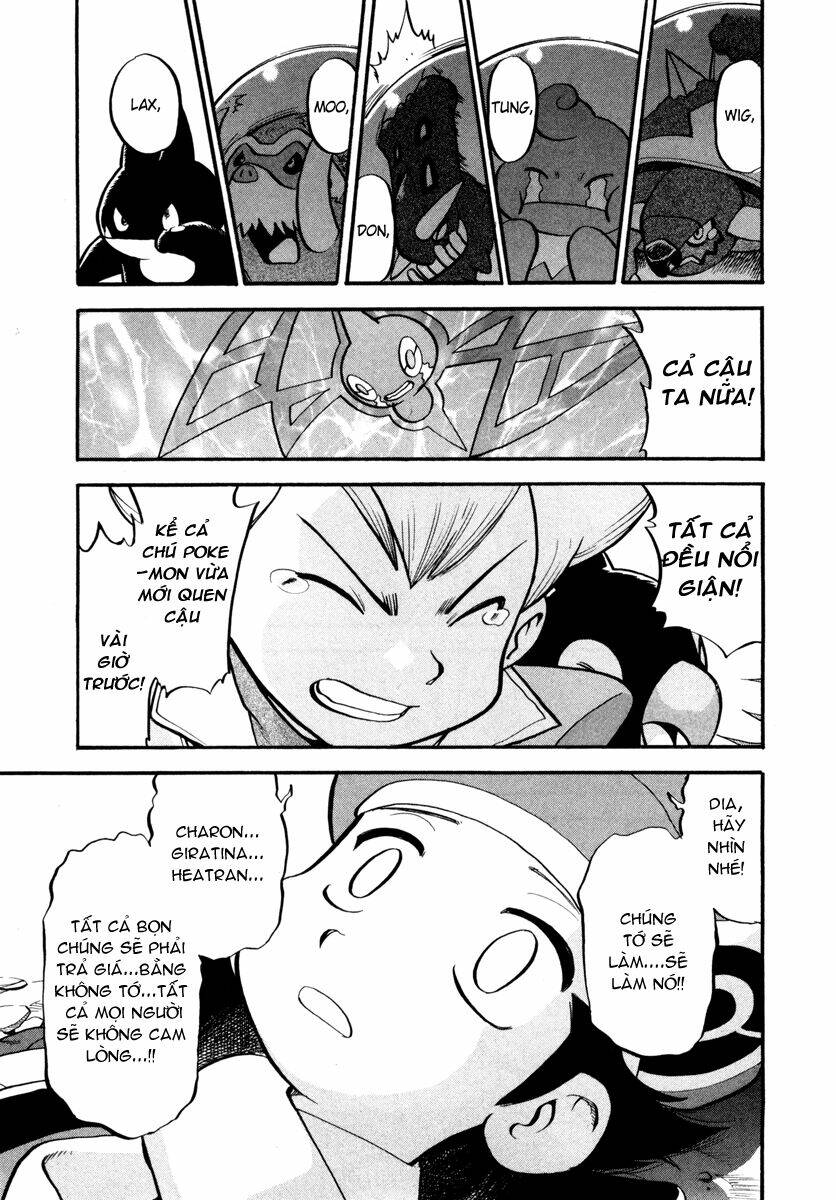 LAX,
MOO,
DON,
TUNG,
WIG,
CẢ CẬU
TA NỮA!
KỂ CẢ
CHÚ POKE
-MON VỪA
MỚI QUEN
CẬU
VÀI
GIỜ
TRƯỚC!
TẤT CẢ
ĐỀU NỔI
GIẬN!
CHARON...
GIRATINA...
HEATRAN...
TẤT CẢ BỌN
CHÚNG SẼ PHẢI
TRẢ GIÁ...BẰNG
KHÔNG TỚ...TẤT
CẢ MỌI NGƯỜI
SẼ KHÔNG CAM
LÒNG...!!
DIA,
HÃY
NHÌN
NHÉ!
CHÚNG
TỚ SẼ
LÀM....SẼ
LÀM NÓ!!